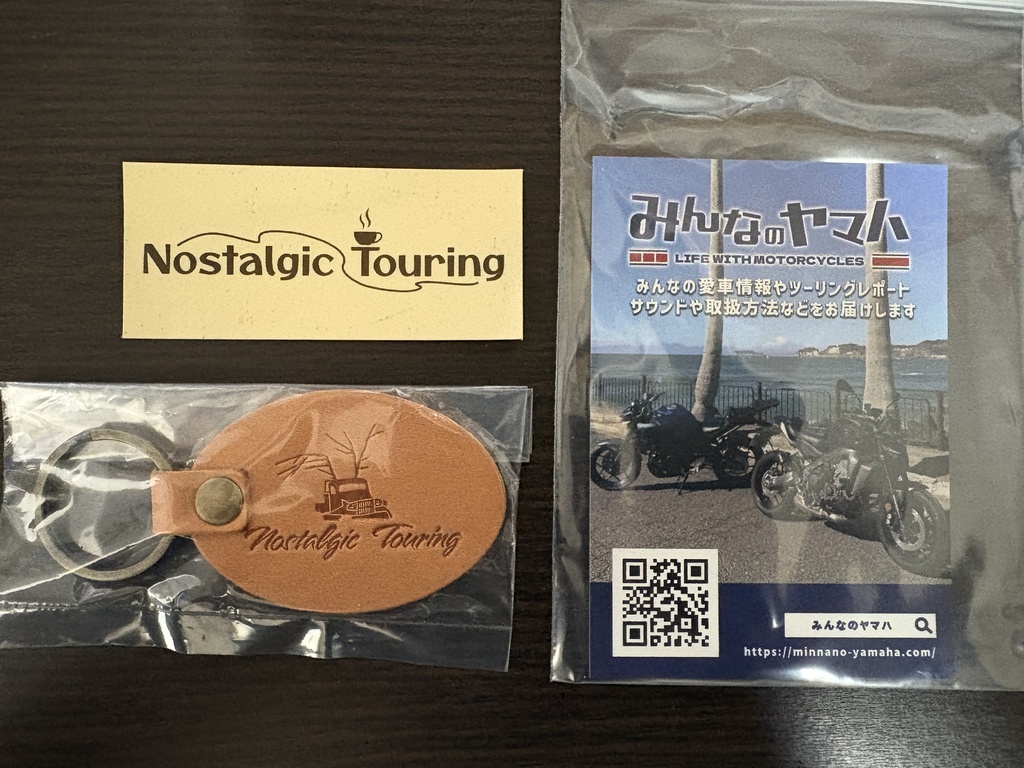 Nostalgic Touring
Nostalgic Touring
みんなのヤマハ
LIFE WITH MOTORCYCLES
みんなの愛車情報やツーリングレポート
サウンドや取扱方法などをお届けします
みんなのヤマハ
https://minnano-yamaha.com/